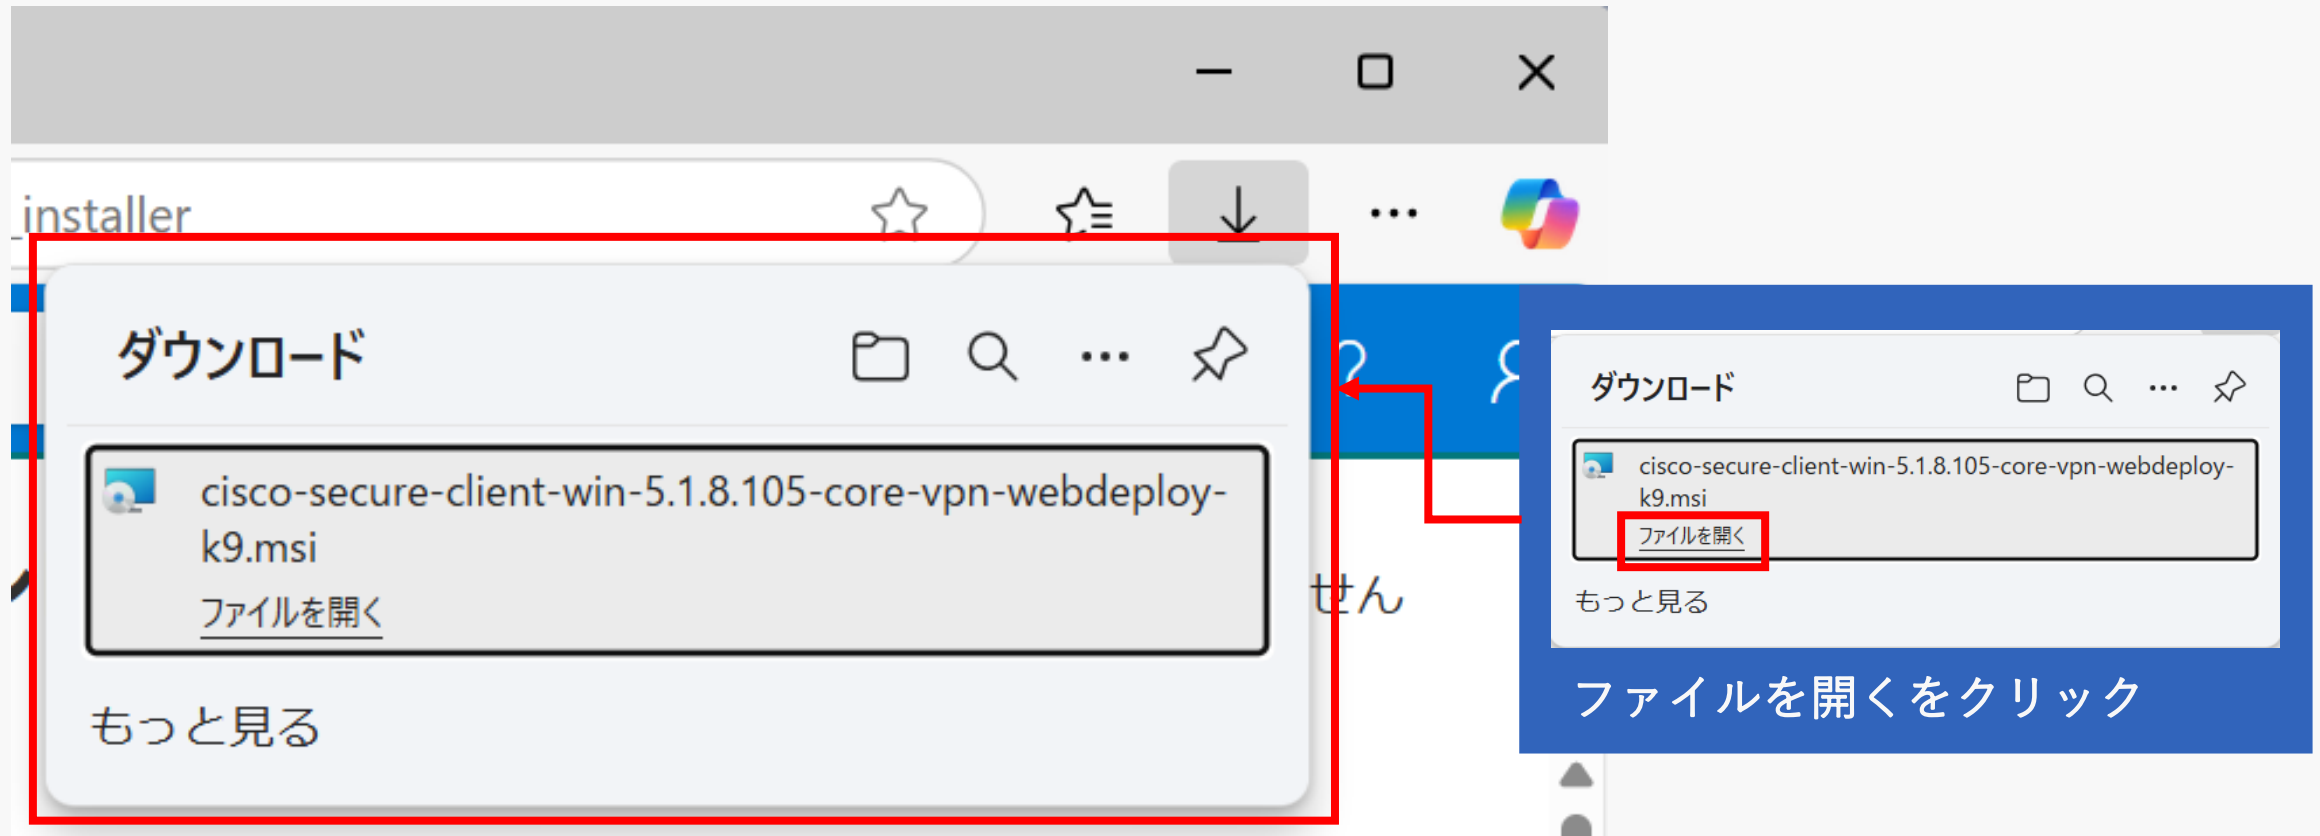 _installer
ダウンロード
cisco-secure-client-win-5.1.8.105-core-vpn-webdeploy-
k9.msi
ファイルを開く
もっと見る
せん
ダウンロード
cisco-secure-client-win-5.1.8.105-core-vpn-webdeploy-
k9.msi
ファイルを開く
もっと見る
ファイルを開くをクリック